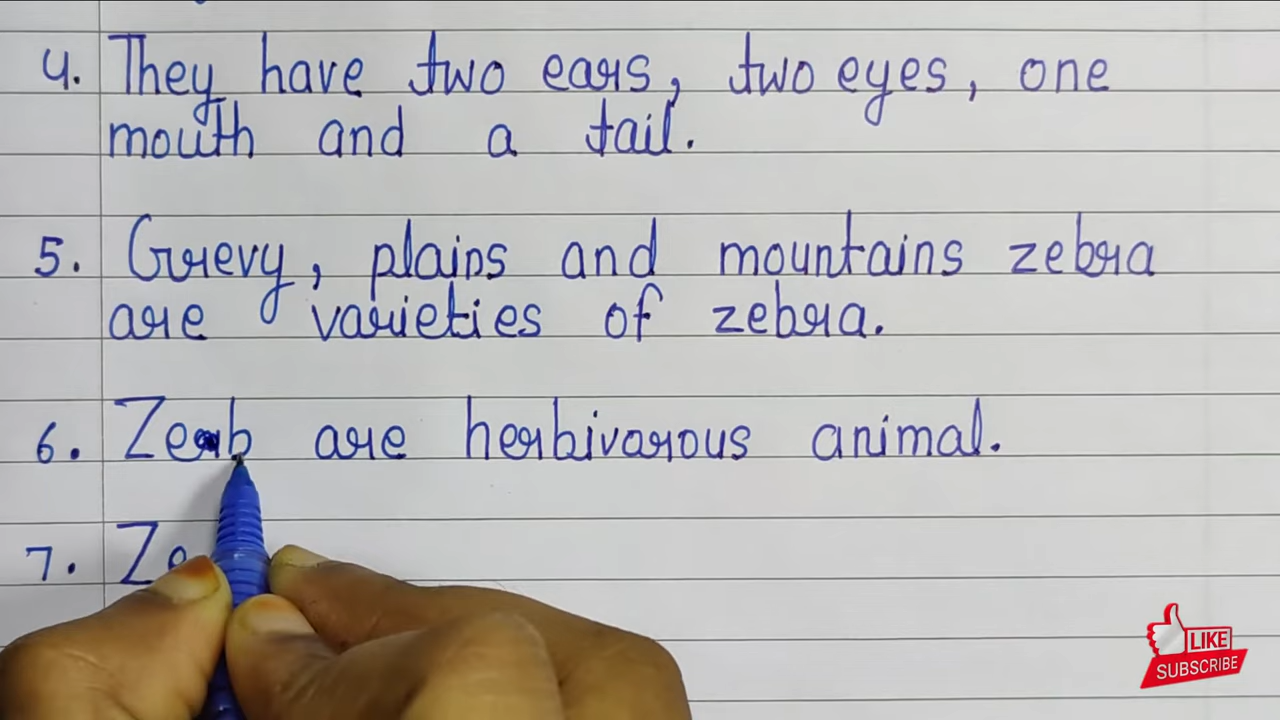 4. They have two ears, two eyes, one
mouth and a tail.
5. Grevy, plains and mountains zebra
are varieties of zebra.
6. Zerb are herbivarous animal.
7. Ze
LIKE
SUBSCRIBE